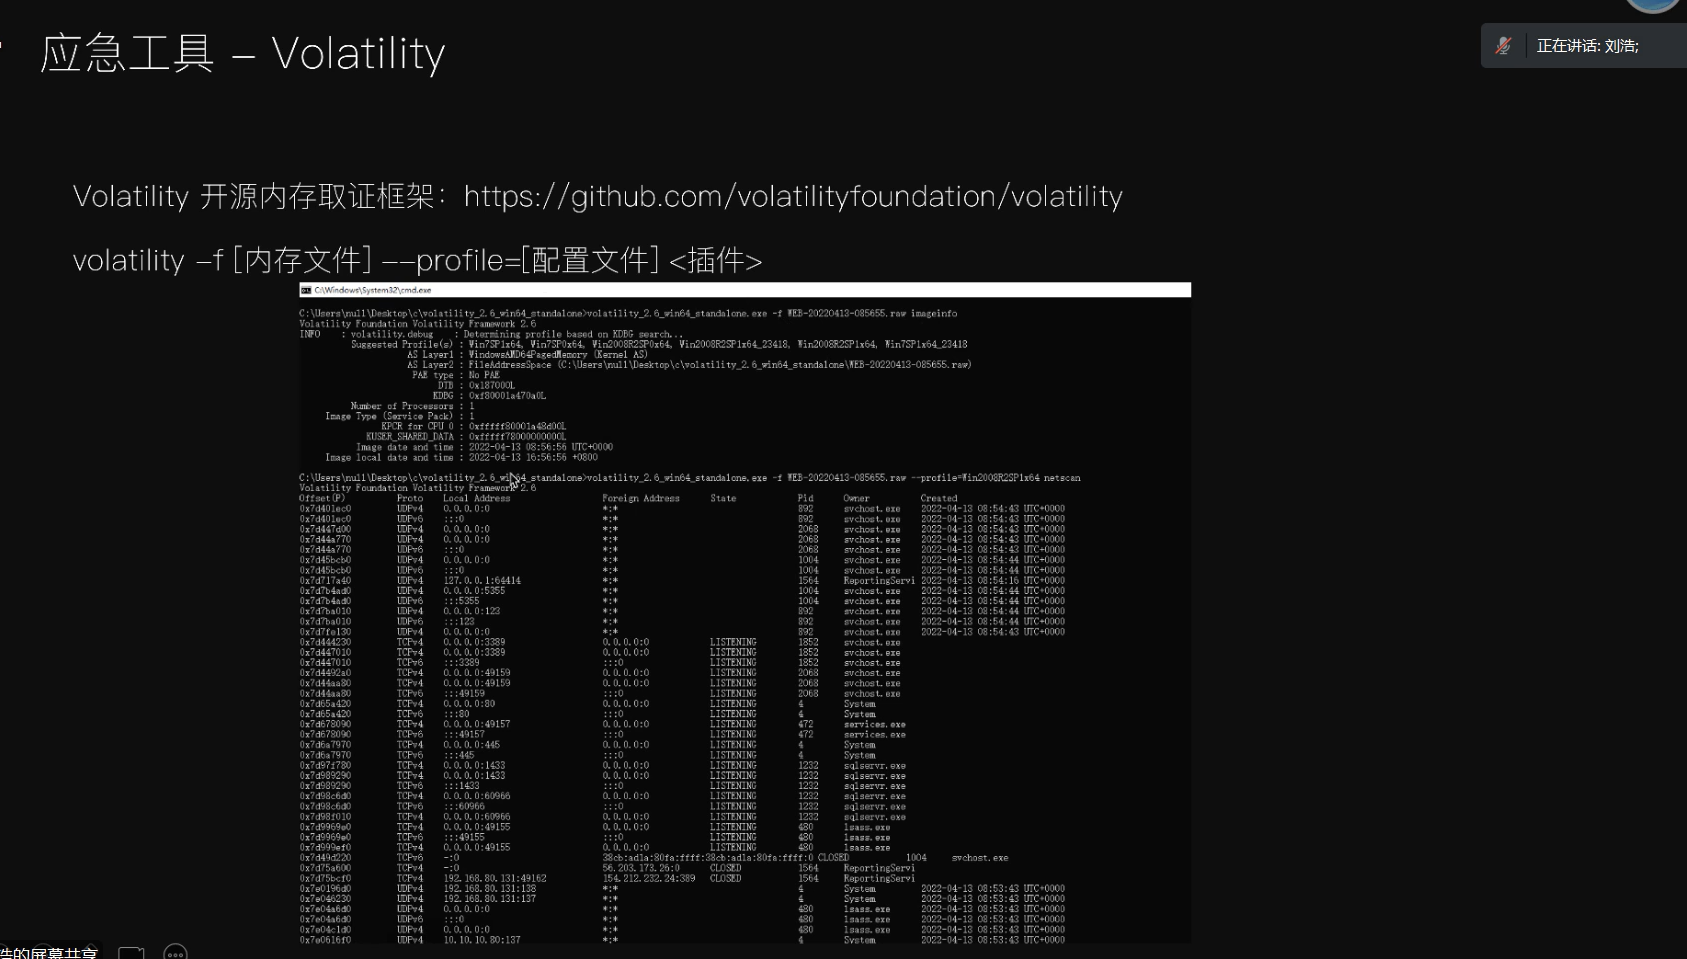 应急工具 – Volatility
正在讲话: 刘浩;
Volatility 开源内存取证框架：https://github.com/volatilityfoundation/volatility
volatility –f [内存文件] ––profile=[配置文件] <插件>
C:\Windows\System32\cmd.exe
C:\Users\null\Desktop\c\volatility_2.6_win64_standalone>volatility_2.6_win64_standalone.exe -f WEB-20220413-085655.raw imageinfo
Volatility Foundation Volatility Framework 2.6
INFO : volatility.debug : Determining profile based on KDBG search...
Suggested Profile(s) : Win7SP1x64, Win7SP0x64, Win2008R2SP0x64, Win2008R2SP1x64_23418, Win2008R2SP1x64, Win7SP1x64_23418
AS Layer1 : WindowsAMD64PagedMemory (Kernel AS)
AS Layer2 : FileAddressSpace (C:\Users\null\Desktop\c\volatility_2.6_win64_standalone\WEB-20220413-085655.raw)
PAE type : No PAE
DTB : 0x187000L
KDBG : 0xf80001a470a0L
Number of Processors : 1
Image Type (Service Pack) : 1
KPCR for CPU 0 : 0xfffff80001a48d00L
KUSER_SHARED_DATA : 0xfffff78000000000L
Image date and time : 2022-04-13 08:56:56 UTC+0000
Image local date and time : 2022-04-13 16:56:56 +0800
C:\Users\null\Desktop\c\volatility_2.6_win64_standalone>volatility_2.6_win64_standalone.exe -f WEB-20220413-085655.raw --profile=Win2008R2SP1x64 netscan
Volatility Foundation Volatility Framework 2.6
Offset(P) Proto Local Address Foreign Address State Pid Owner Created
0x7d401ec0 UDPv4 0.0.0.0:0 *:* 892 svchost.exe 2022-04-13 08:54:43 UTC+0000
0x7d401ec0 UDPv6 :::0 *:* 892 svchost.exe 2022-04-13 08:54:43 UTC+0000
0x7d447d00 UDPv4 0.0.0.0:0 *:* 2068 svchost.exe 2022-04-13 08:54:43 UTC+0000
0x7d44a770 UDPv4 0.0.0.0:0 *:* 2068 svchost.exe 2022-04-13 08:54:43 UTC+0000
0x7d44a770 UDPv6 :::0 *:* 2068 svchost.exe 2022-04-13 08:54:43 UTC+0000
0x7d45bcb0 UDPv4 0.0.0.0:0 *:* 1004 svchost.exe 2022-04-13 08:54:44 UTC+0000
0x7d45bcb0 UDPv6 :::0 *:* 1004 svchost.exe 2022-04-13 08:54:44 UTC+0000
0x7d717a40 UDPv4 127.0.0.1:64414 *:* 1564 ReportingServi 2022-04-13 08:54:16 UTC+0000
0x7d7b4ad0 UDPv4 0.0.0.0:5355 *:* 1004 svchost.exe 2022-04-13 08:54:44 UTC+0000
0x7d7b4ad0 UDPv6 :::5355 *:* 1004 svchost.exe 2022-04-13 08:54:44 UTC+0000
0x7d7ba010 UDPv4 0.0.0.0:123 *:* 892 svchost.exe 2022-04-13 08:54:44 UTC+0000
0x7d7ba010 UDPv6 :::123 *:* 892 svchost.exe 2022-04-13 08:54:44 UTC+0000
0x7d7fe130 UDPv4 0.0.0.0:0 *:* 892 svchost.exe 2022-04-13 08:54:43 UTC+0000
0x7d444230 TCPv4 0.0.0.0:3389 0.0.0.0:0 LISTENING 1852 svchost.exe
0x7d447010 TCPv4 0.0.0.0:3389 0.0.0.0:0 LISTENING 1852 svchost.exe
0x7d447010 TCPv6 :::3389 :::0 LISTENING 1852 svchost.exe
0x7d4492a0 TCPv4 0.0.0.0:49159 0.0.0.0:0 LISTENING 2068 svchost.exe
0x7d44aa80 TCPv4 0.0.0.0:49159 0.0.0.0:0 LISTENING 2068 svchost.exe
0x7d44aa80 TCPv6 :::49159 :::0 LISTENING 2068 svchost.exe
0x7d65a420 TCPv4 0.0.0.0:80 0.0.0.0:0 LISTENING 4 System
0x7d65a420 TCPv6 :::80 :::0 LISTENING 4 System
0x7d678090 TCPv4 0.0.0.0:49157 0.0.0.0:0 LISTENING 472 services.exe
0x7d678090 TCPv6 :::49157 :::0 LISTENING 472 services.exe
0x7d6a7970 TCPv4 0.0.0.0:445 0.0.0.0:0 LISTENING 4 System
0x7d6a7970 TCPv6 :::445 :::0 LISTENING 4 System
0x7d97f780 TCPv4 0.0.0.0:1433 0.0.0.0:0 LISTENING 1232 sqlservr.exe
0x7d989290 TCPv4 0.0.0.0:1433 0.0.0.0:0 LISTENING 1232 sqlservr.exe
0x7d989290 TCPv6 :::1433 :::0 LISTENING 1232 sqlservr.exe
0x7d98c6d0 TCPv4 0.0.0.0:60966 0.0.0.0:0 LISTENING 1232 sqlservr.exe
0x7d98c6d0 TCPv6 :::60966 :::0 LISTENING 1232 sqlservr.exe
0x7d98f010 TCPv4 0.0.0.0:60966 0.0.0.0:0 LISTENING 1232 sqlservr.exe
0x7d9969e0 TCPv4 0.0.0.0:49155 0.0.0.0:0 LISTENING 480 lsass.exe
0x7d9969e0 TCPv6 :::49155 :::0 LISTENING 480 lsass.exe
0x7d999ef0 TCPv4 0.0.0.0:49155 0.0.0.0:0 LISTENING 480 lsass.exe
0x7d49d220 TCPv6 -:0 38cb:ad1a:80fa:ffff:38cb:ad1a:80fa:ffff:0 CLOSED 1004 svchost.exe
0x7d75a600 TCPv4 -:0 56.203.173.26:0 CLOSED 1564 ReportingServi
0x7d75bcf0 TCPv4 192.168.80.131:49162 154.212.232.24:389 CLOSED 1564 ReportingServi
0x7e0196d0 UDPv4 192.168.80.131:138 *:* 4 System 2022-04-13 08:53:43 UTC+0000
0x7e046230 UDPv4 192.168.80.131:137 *:* 4 System 2022-04-13 08:53:43 UTC+0000
0x7e04a6d0 UDPv4 0.0.0.0:0 *:* 480 lsass.exe 2022-04-13 08:53:43 UTC+0000
0x7e04a6d0 UDPv6 :::0 *:* 480 lsass.exe 2022-04-13 08:53:43 UTC+0000
0x7e04c1d0 UDPv4 0.0.0.0:0 *:* 480 lsass.exe 2022-04-13 08:53:43 UTC+0000
0x7e0616f0 UDPv4 10.10.10.80:137 *:* 4 System 2022-04-13 08:53:43 UTC+0000
浩的屏幕共享